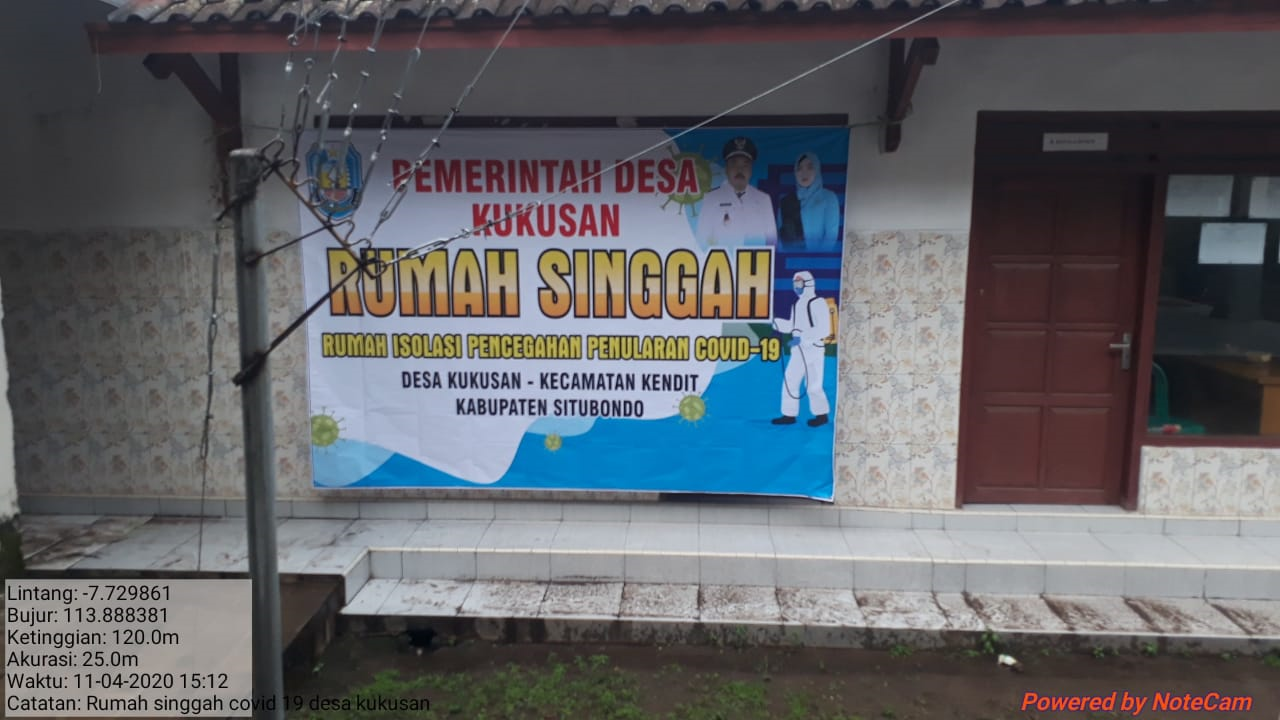 PEMERINTAH DESA
KUKUSAN
RUMAH SINGGAH
RUMAH ISOLASI PENCEGAHAN PENULARAN COVID-19
DESA KUKUSAN - KECAMATAN KENDIT
KABUPATEN SITUBONDO
Lintang: -7.729861
Bujur: 113.888381
Ketinggian: 120.0m
Akurasi: 25.0m
Waktu: 11-04-2020 15:12
Catatan: Rumah singgah covid 19 desa kukusan
Powered by NoteCam